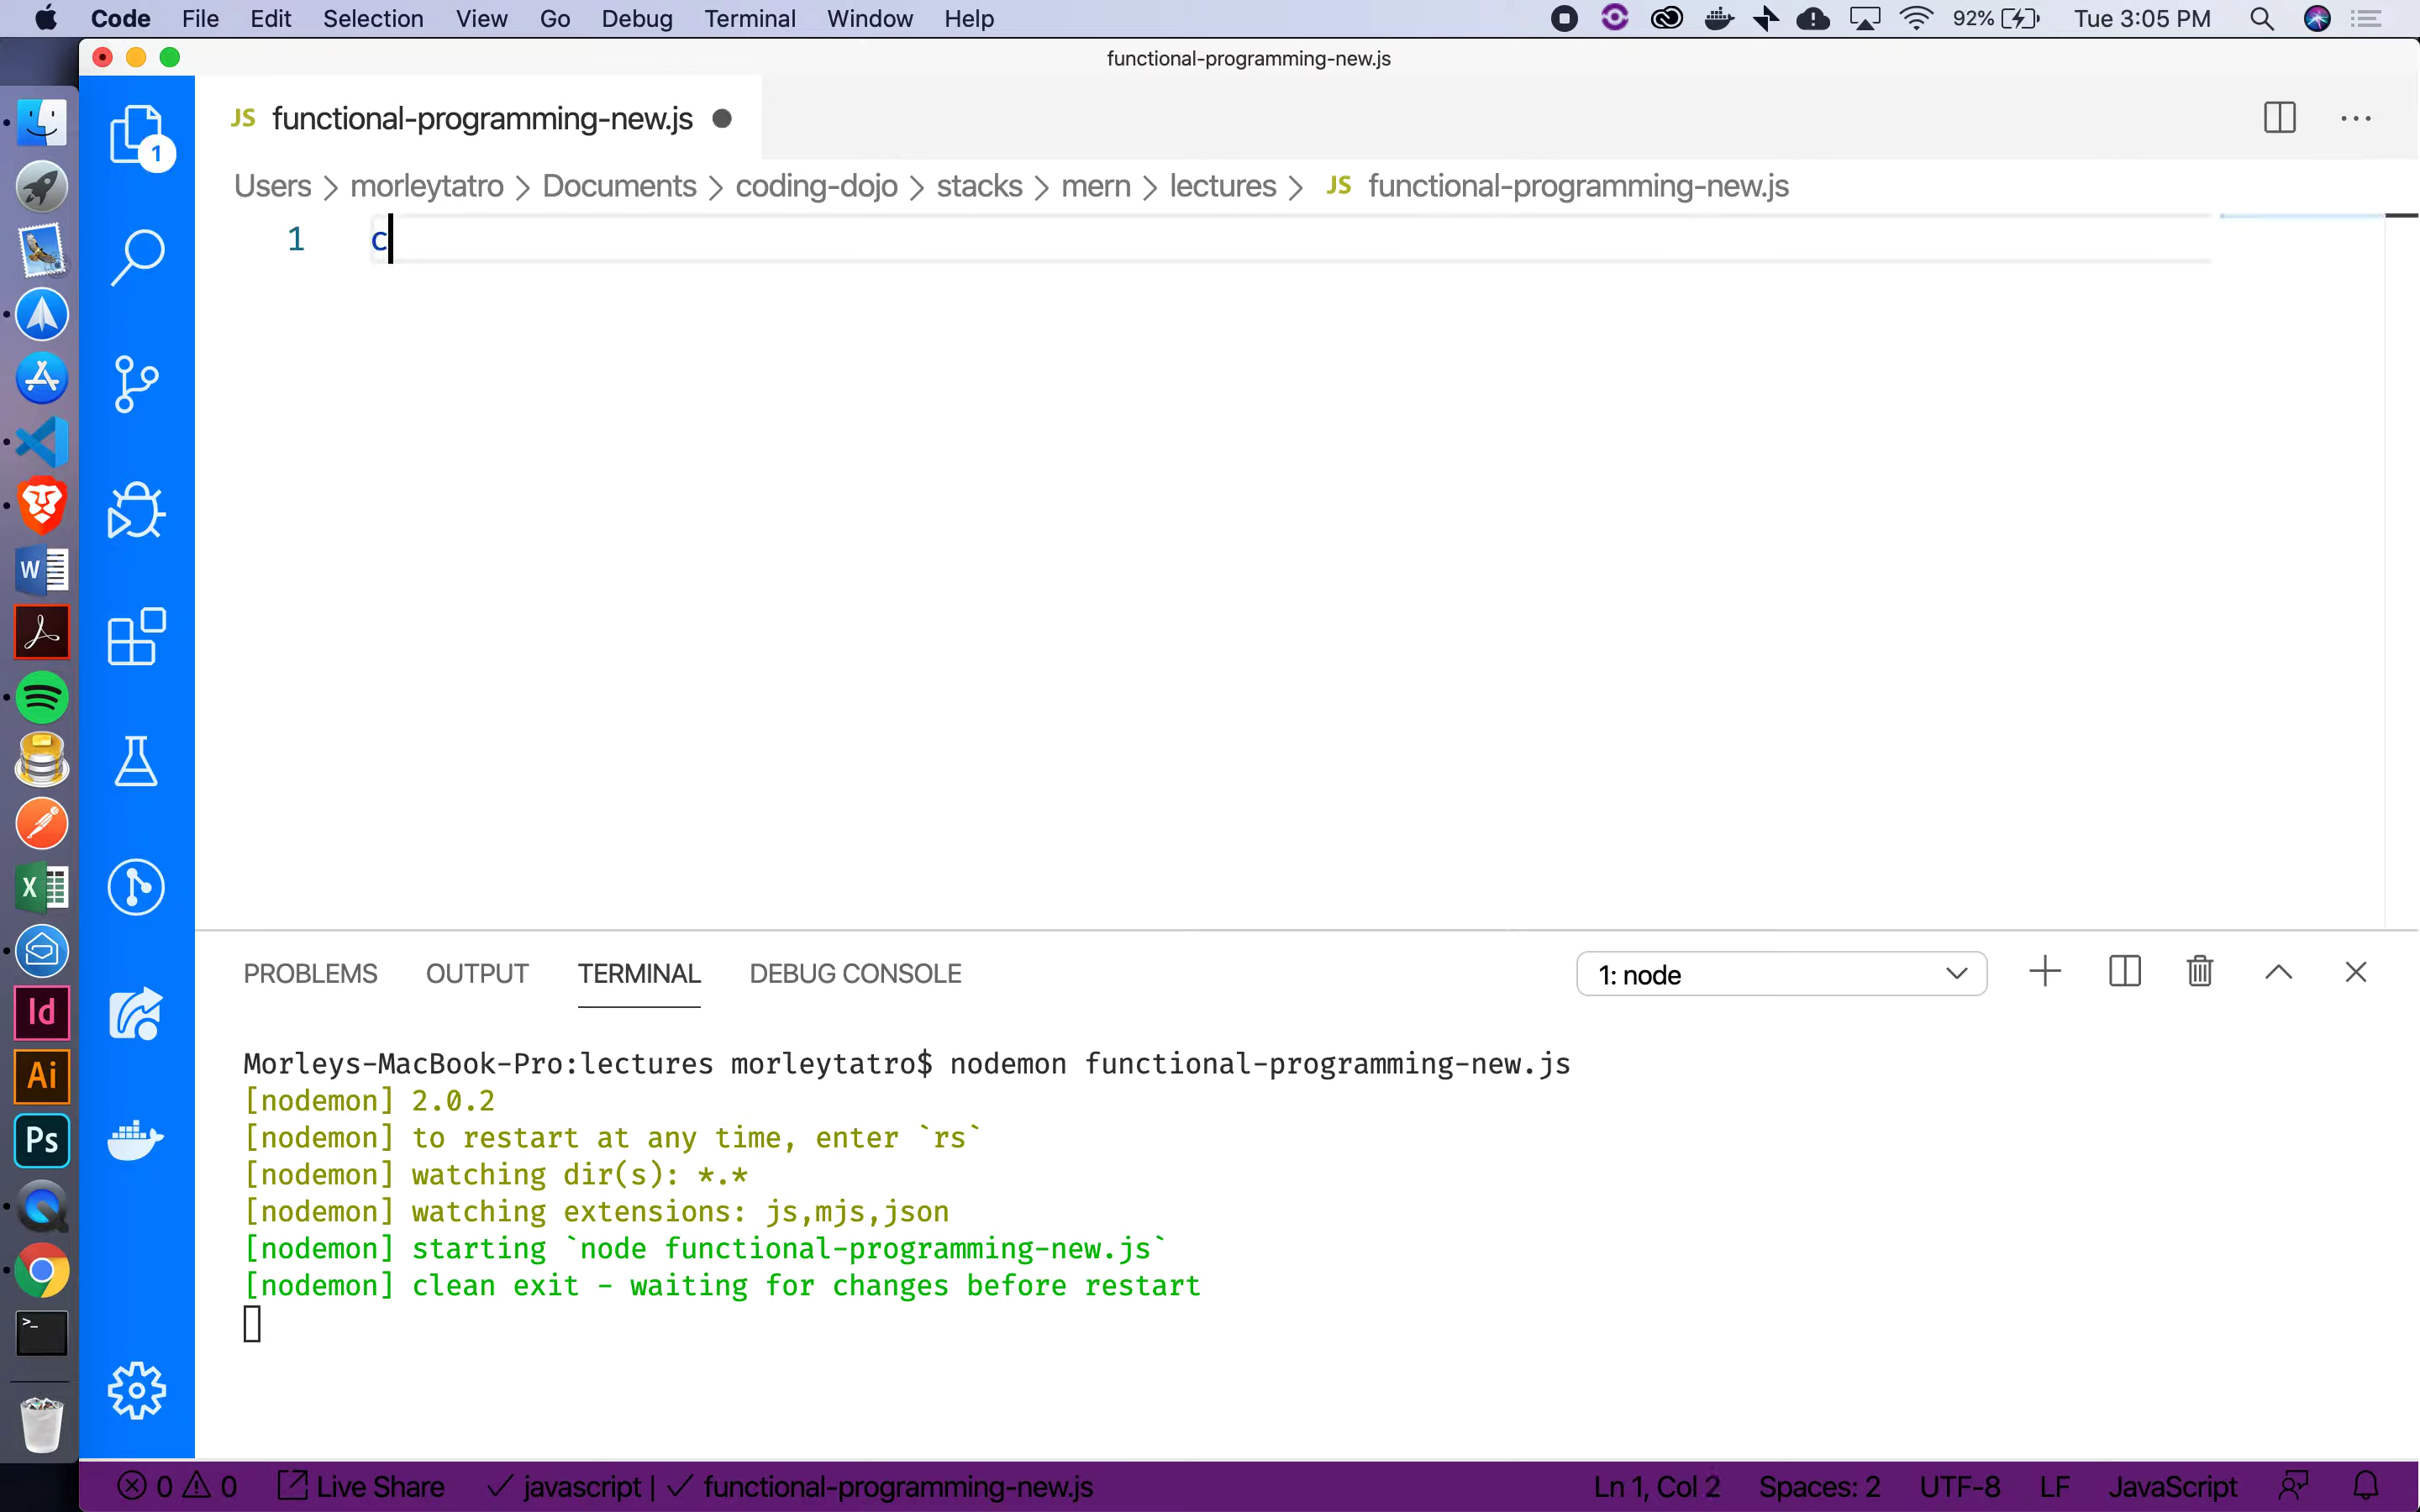 Code File Edit Selection View Go Debug Terminal Window Help 92% Tue 3:05 PM
functional-programming-new.js
JS functional-programming-new.js
Users > morleytatro > Documents > coding-dojo > stacks > mern > lectures > JS functional-programming-new.js
1 c
1
W
X
Id
Ai
Ps
>_
PROBLEMS OUTPUT TERMINAL DEBUG CONSOLE 1: node
Morleys-MacBook-Pro:lectures morleytatro$ nodemon functional-programming-new.js
[nodemon] 2.0.2
[nodemon] to restart at any time, enter `rs`
[nodemon] watching dir(s): *.*
[nodemon] watching extensions: js,mjs,json
[nodemon] starting `node functional-programming-new.js`
[nodemon] clean exit - waiting for changes before restart
0 0 Live Share ✓ javascript | ✓ functional-programming-new.js Ln 1, Col 2 Spaces: 2 UTF-8 LF JavaScript